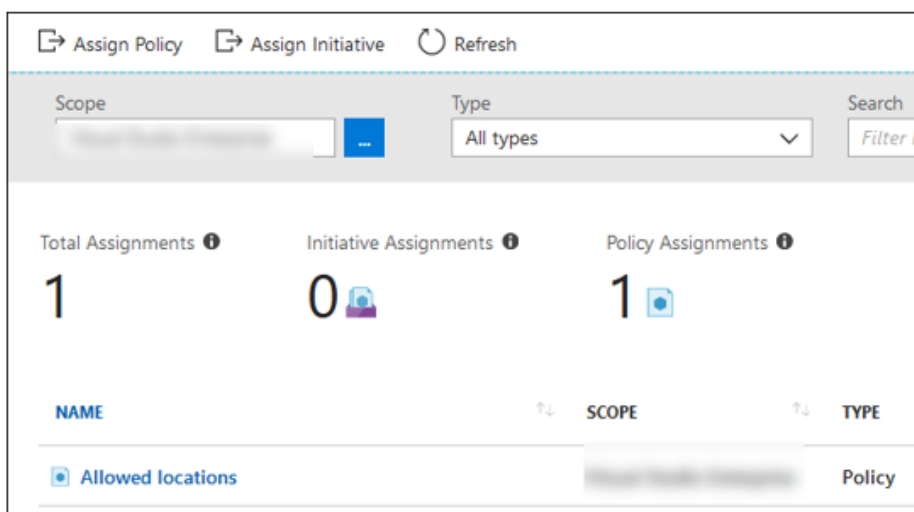 Assign Policy Assign Initiative Refresh
Scope Type Search
... All types Filter
Total Assignments Initiative Assignments Policy Assignments
1 0 1
NAME SCOPE TYPE
Allowed locations Policy